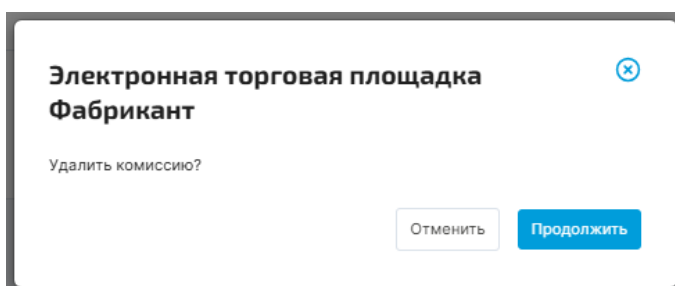 Электронная торговая площадка
Фабрикант
Удалить комиссию?
Отменить
Продолжить